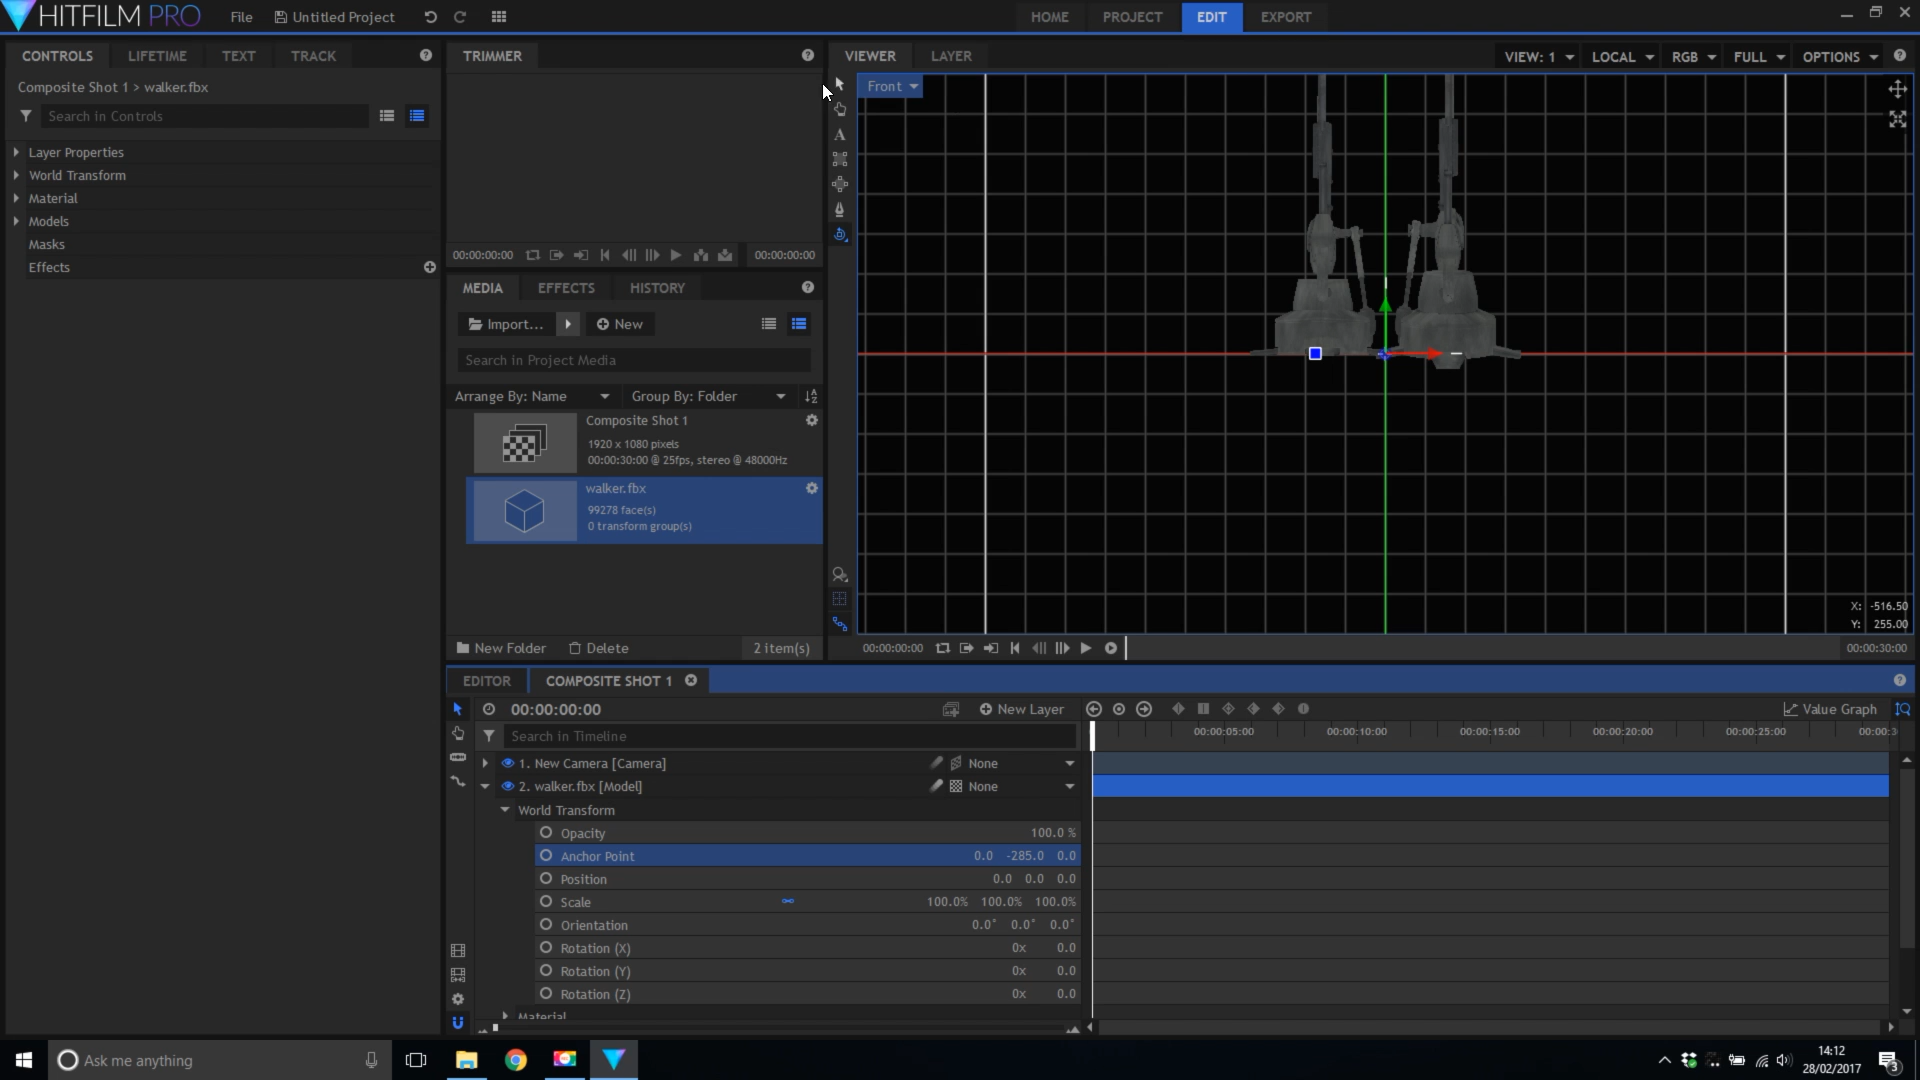 HITFILM PRO File Untitled Project HOME PROJECT EDIT EXPORT
CONTROLS LIFETIME TEXT TRACK
Composite Shot 1 > walker.fbx
Search in Controls
Layer Properties
World Transform
Material
Models
Masks
Effects
TRIMMER
00:00:00:00 00:00:00:00
MEDIA EFFECTS HISTORY
Import... New
Search in Project Media
Arrange By: Name Group By: Folder
Composite Shot 1
1920 x 1080 pixels
00:00:30:00 @ 25fps, stereo @ 48000Hz
walker.fbx
99278 face(s)
0 transform group(s)
New Folder Delete 2 item(s)
VIEWER LAYER VIEW: 1 LOCAL RGB FULL OPTIONS
Front
X: -516.50
Y: 255.00
00:00:00:00 00:00:30:00
EDITOR COMPOSITE SHOT 1
00:00:00:00 New Layer Value Graph
Search in Timeline
00:00:05:00 00:00:10:00 00:00:15:00 00:00:20:00 00:00:25:00 00:00:3
1. New Camera [Camera] None
2. walker.fbx [Model] None
World Transform
Opacity 100.0 %
Anchor Point 0.0 -285.0 0.0
Position 0.0 0.0 0.0
Scale 100.0% 100.0% 100.0%
Orientation 0.0° 0.0° 0.0°
Rotation (X) 0x 0.0
Rotation (Y) 0x 0.0
Rotation (Z) 0x 0.0
Material
Ask me anything
14:12
28/02/2017
3